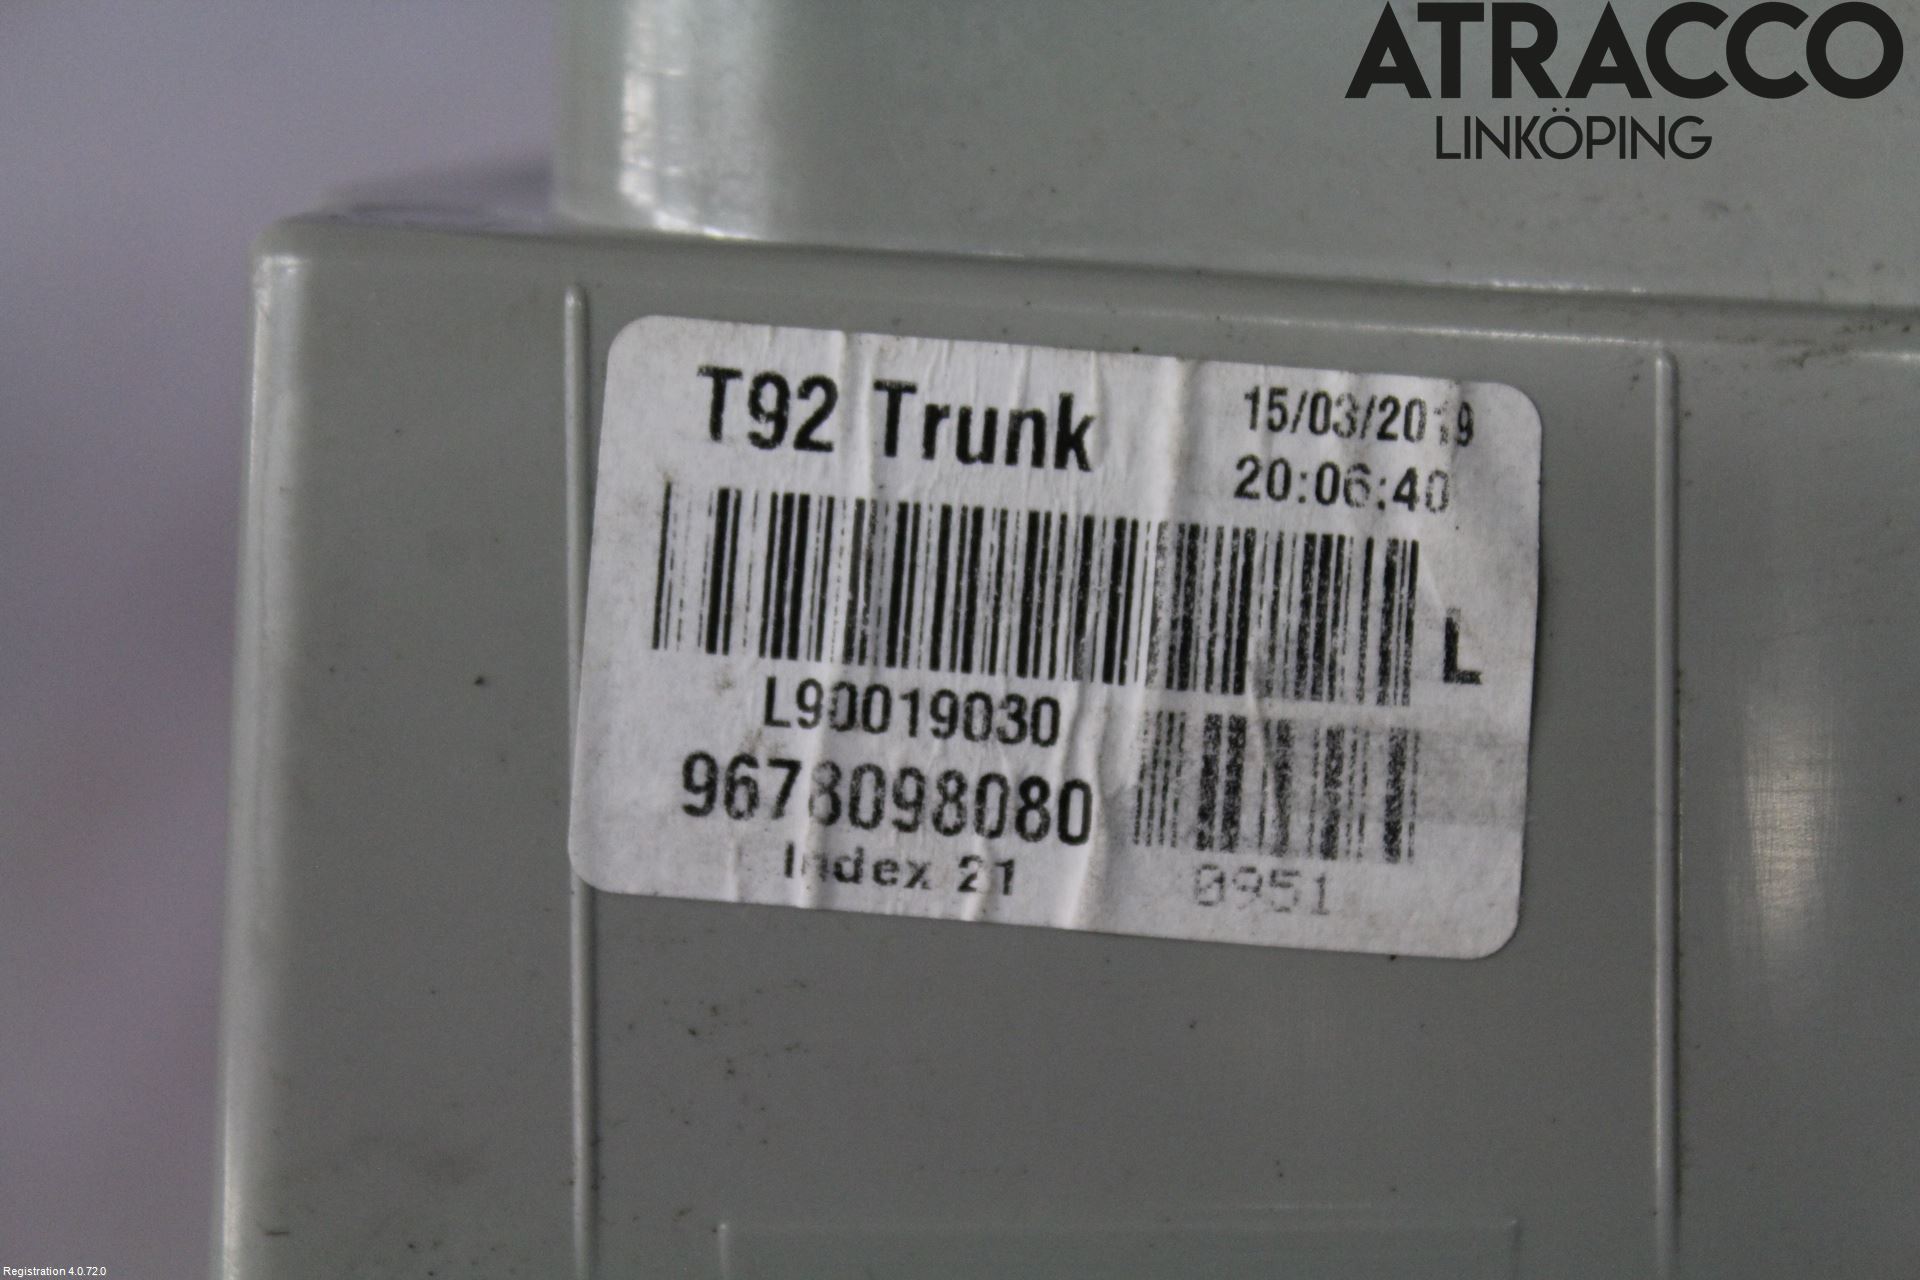 ATRACCO
LINKÖPING
T92 Trunk
15/03/2019
20:06:40
L
L90019030
9678098080
Index 21
0951
Registration 4.0.72.0